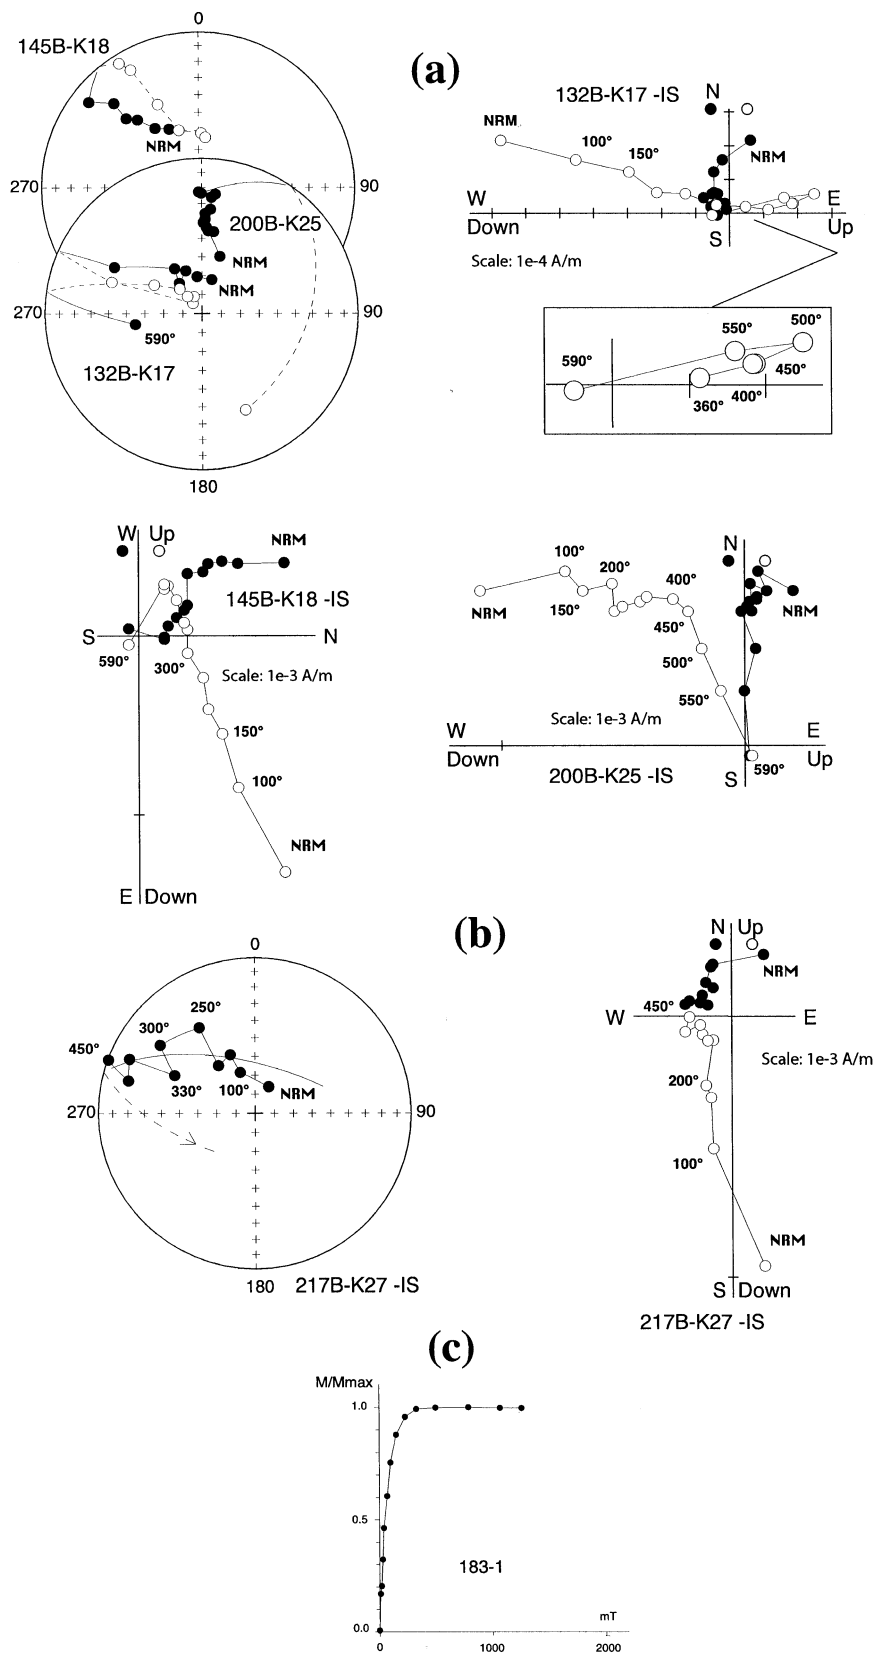 (a)
0
145B-K18
NRM
270
90
200B-K25
NRM
NRM
270
90
590°
132B-K17
180
132B-K17 -IS
N
NRM
100°
150°
NRM
W
E
Down
Up
S
Scale: 1e-4 A/m
500°
550°
590°
450°
400°
360°
W
Up
NRM
145B-K18 -IS
S
N
590°
300°
Scale: 1e-3 A/m
150°
100°
NRM
E
Down
N
100°
200°
400°
NRM
150°
NRM
450°
500°
550°
Scale: 1e-3 A/m
W
E
Down
Up
590°
S
200B-K25 -IS
(b)
0
250°
300°
450°
330°
100°
NRM
270
90
180
217B-K27 -IS
N
Up
NRM
450°
W
E
Scale: 1e-3 A/m
200°
100°
NRM
S
Down
217B-K27 -IS
(c)
M/Mmax
1.0
0.5
183-1
mT
0.0
0
1000
2000